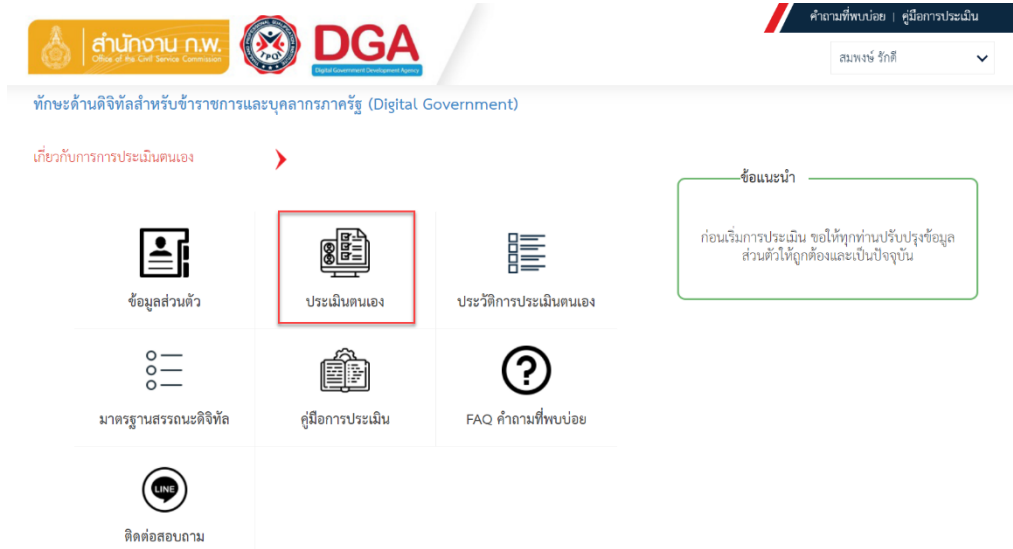 คำถามที่พบบ่อย | คู่มือการประเมิน
สำนักงาน ก.พ.
Office of the Civil Service Commission
TPQI
DGA
Digital Government Development Agency
สมพงษ์ รักดี
ทักษะด้านดิจิทัลสำหรับข้าราชการและบุคลากรภาครัฐ (Digital Government)
เกี่ยวกับการการประเมินตนเอง
ข้อแนะนำ
ก่อนเริ่มการประเมิน ขอให้ทุกท่านปรับปรุงข้อมูล
ส่วนตัวให้ถูกต้องและเป็นปัจจุบัน
ข้อมูลส่วนตัว
ประเมินตนเอง
ประวัติการประเมินตนเอง
มาตรฐานสรรถนะดิจิทัล
คู่มือการประเมิน
?
FAQ คำถามที่พบบ่อย
LINE
ติดต่อสอบถาม